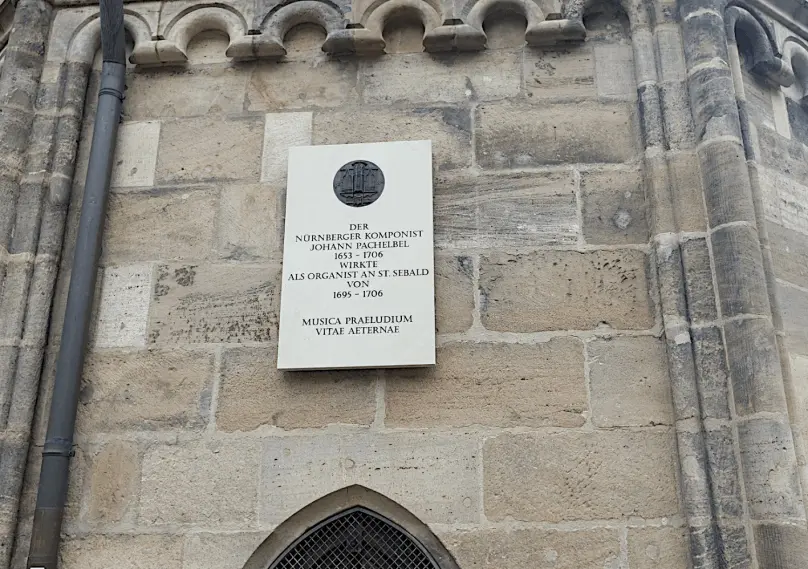 DER
NÜRNBERGER KOMPONIST
JOHANN PACHELBEL
1653 - 1706
WIRKTE
ALS ORGANIST AN ST. SEBALD
VON
1695 - 1706
MUSICA PRAELUDIUM
VITAE AETERNAE